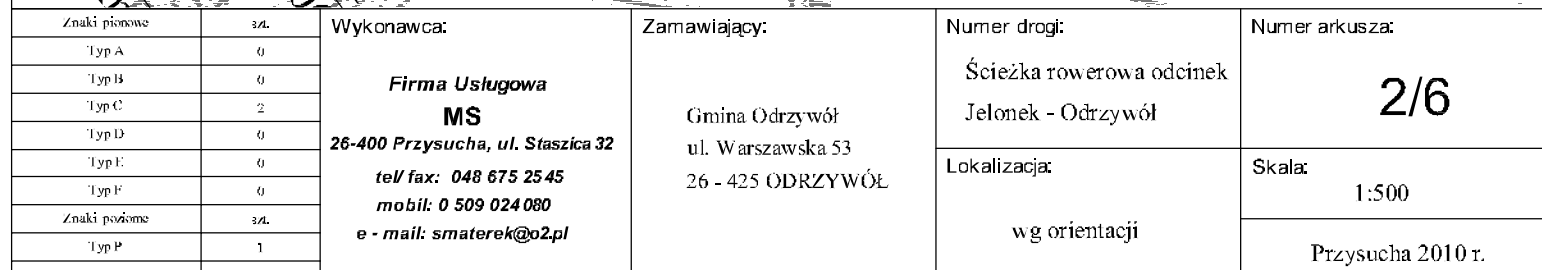 Znaki pionowe szt.
Typ A 0
Typ B 0
Typ C 2
Typ D 0
Typ E 0
Typ F 0
Znaki poziome szt.
Typ P 1
Wykonawca:
Firma Usługowa
MS
26-400 Przysucha, ul. Staszica 32
tel/ fax: 048 675 25 45
mobil: 0 509 024 080
e - mail: smaterek@o2.pl
Zamawiający:
Gmina Odrzywół
ul. Warszawska 53
26 - 425 ODRZYWÓŁ
Numer drogi:
Ścieżka rowerowa odcinek
Jelonek - Odrzywół
Lokalizacja:
wg orientacji
Numer arkusza:
2/6
Skala:
1:500
Przysucha 2010 r.